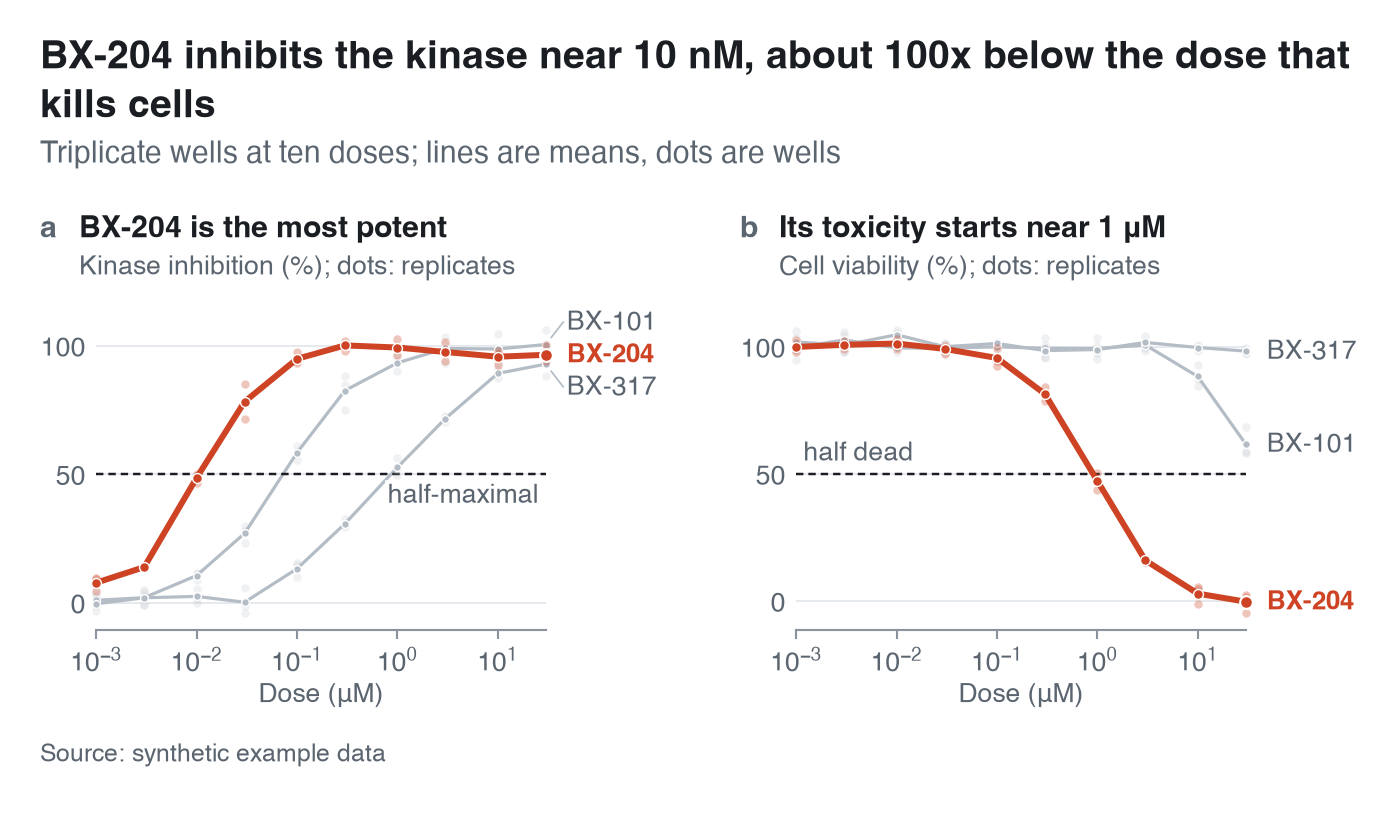 BX-204 inhibits the kinase near 10 nM, about 100x below the dose that
kills cells
Triplicate wells at ten doses; lines are means, dots are wells
a BX-204 is the most potent
Kinase inhibition (%); dots: replicates
BX-101
BX-204
BX-317
100
50
0
half-maximal
10⁻³ 10⁻² 10⁻¹ 10⁰ 10¹
Dose (µM)
b Its toxicity starts near 1 µM
Cell viability (%); dots: replicates
100
50
0
BX-317
BX-101
half dead
BX-204
10⁻³ 10⁻² 10⁻¹ 10⁰ 10¹
Dose (µM)
Source: synthetic example data